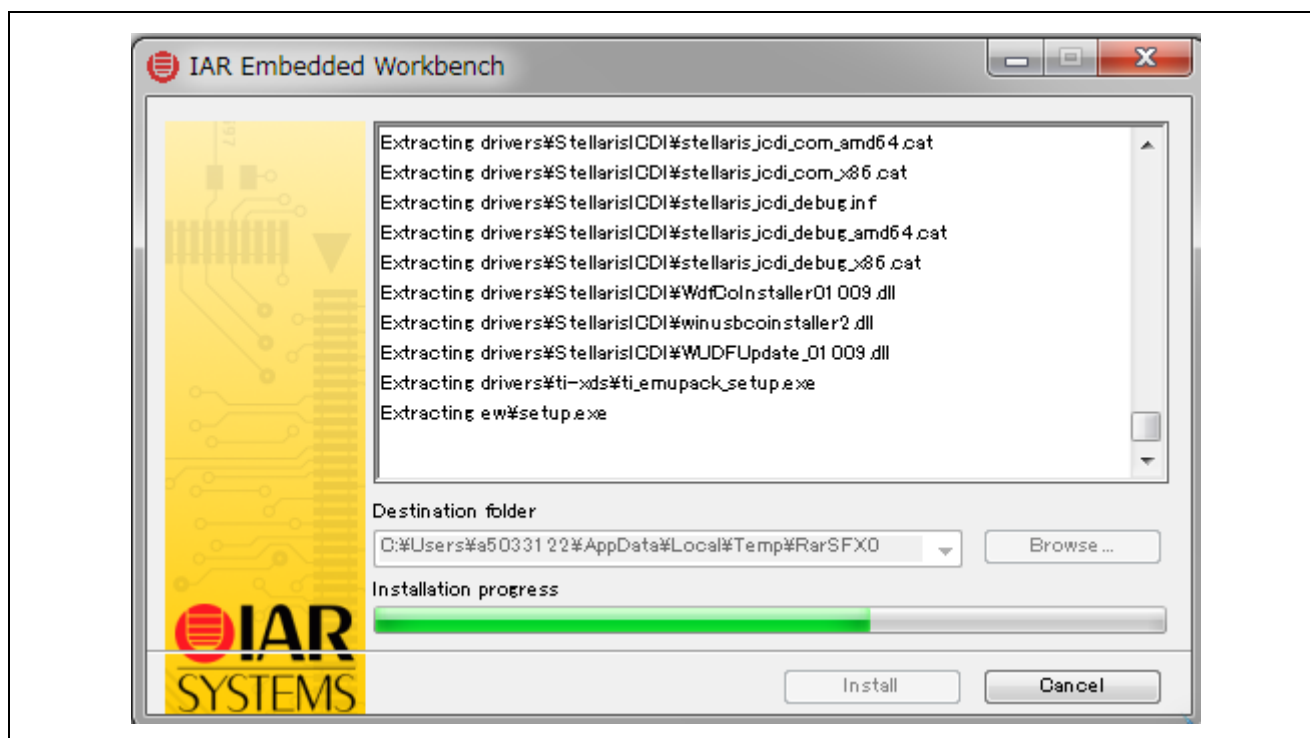 IAR Embedded Workbench
Extracting drivers¥StellarisICDI¥stellaris_icdi_com_amd64.cat
Extracting drivers¥StellarisICDI¥stellaris_icdi_com_x86.cat
Extracting drivers¥StellarisICDI¥stellaris_icdi_debug.inf
Extracting drivers¥StellarisICDI¥stellaris_icdi_debug_amd64.cat
Extracting drivers¥StellarisICDI¥stellaris_icdi_debug_x86.cat
Extracting drivers¥StellarisICDI¥WdfCoInstaller01009.dll
Extracting drivers¥StellarisICDI¥winusbcoinstaller2.dll
Extracting drivers¥StellarisICDI¥WUDFUpdate_01009.dll
Extracting drivers¥ti-xds¥ti_emupack_setup.exe
Extracting ew¥setup.exe
Destination folder
C:¥Users¥a5033122¥AppData¥Local¥Temp¥RarSFX0
Browse...
Installation progress
IAR
SYSTEMS
Install
Cancel